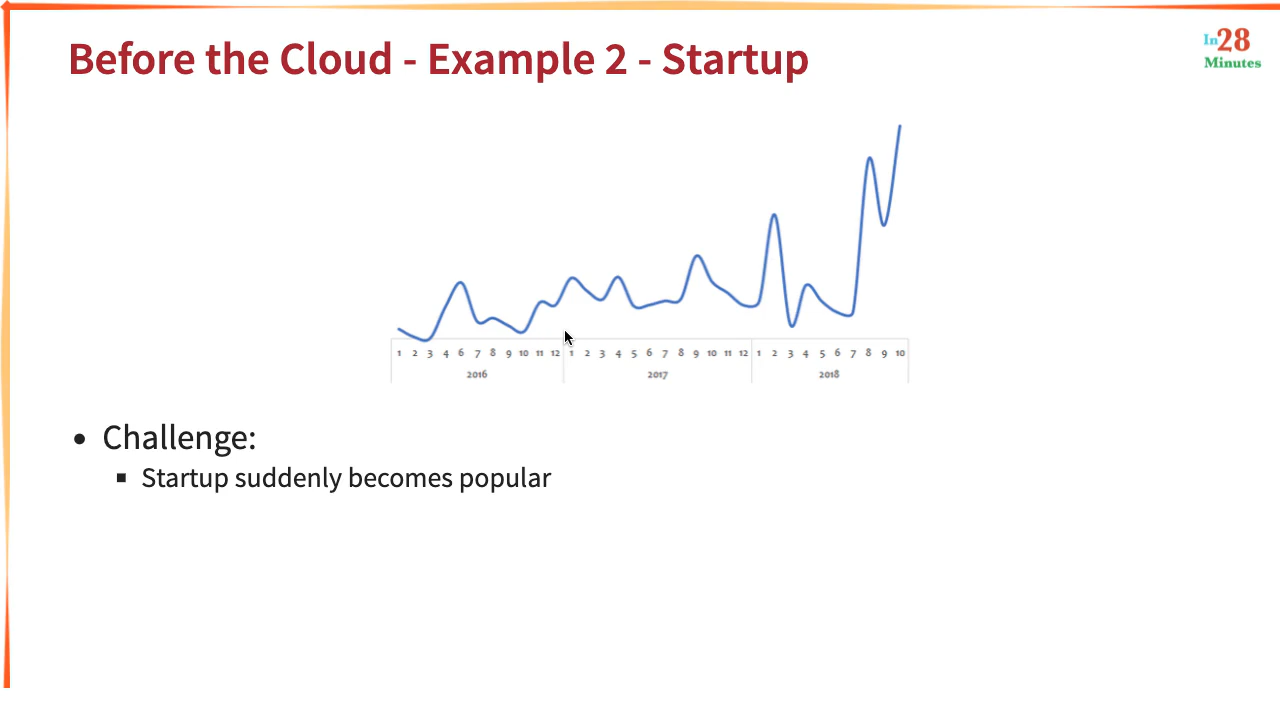 Before the Cloud - Example 2 - Startup
In28
Minutes
1 2 3 4 6 7 8 9 10 11 12 1 2 3 4 5 6 7 8 9 10 11 12 1 2 3 4 5 6 7 8 9 10
2016 2017 2018
• Challenge:
▪ Startup suddenly becomes popular